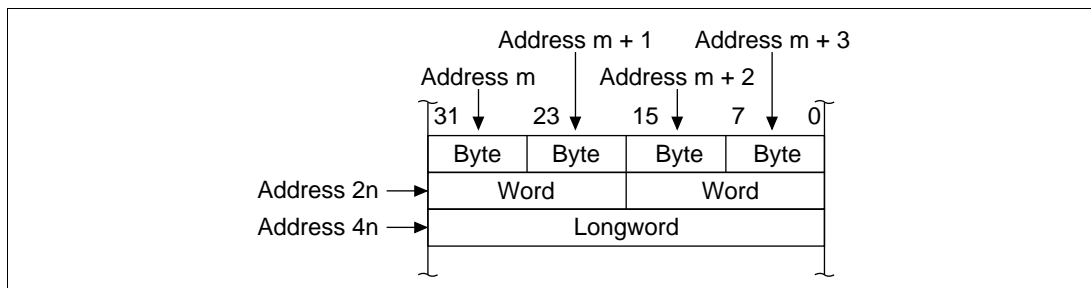 Address m + 1 Address m + 3
Address m Address m + 2
31 23 15 7 0
Byte Byte Byte Byte
Address 2n Word Word
Address 4n Longword